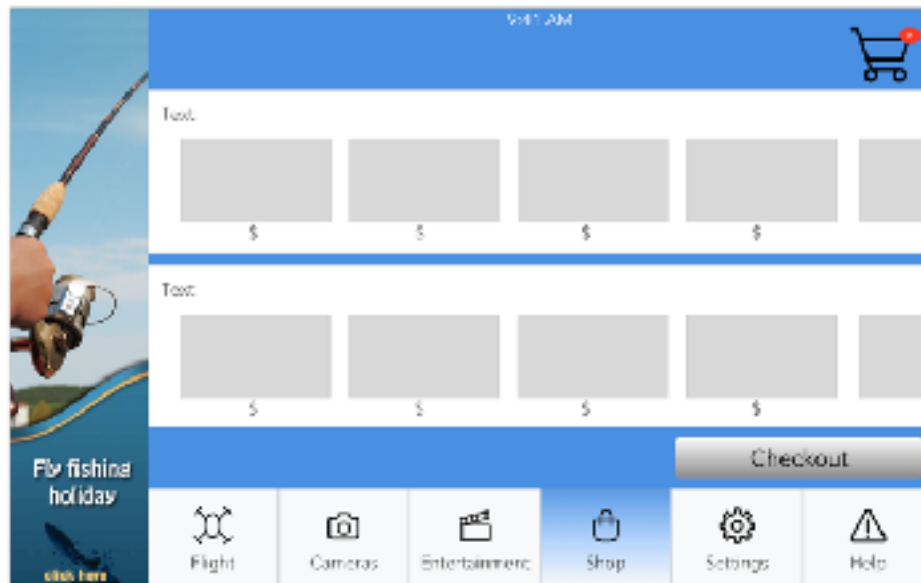 9:41 AM
Text
$ $ $ $
Text
$ $ $ $
Checkout
Fly fishing
holiday
click here
Flight Cameras Entertainment Shop Settings Help